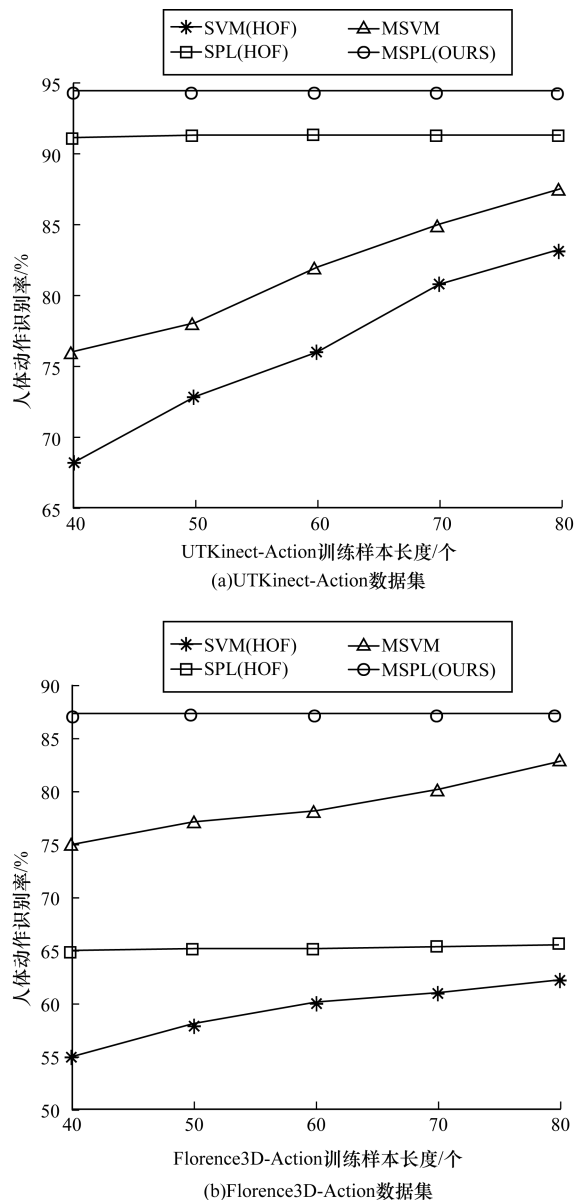 SVM(HOF) MSVM
SPL(HOF) MSPL(OURS)
95
90
85
80
75
70
65
人体动作识别率/%
40 50 60 70 80
UTKinect-Action训练样本长度/个
(a)UTKinect-Action数据集
SVM(HOF) MSVM
SPL(HOF) MSPL(OURS)
90
85
80
75
70
65
60
55
50
人体动作识别率/%
40 50 60 70 80
Florence3D-Action训练样本长度/个
(b)Florence3D-Action数据集